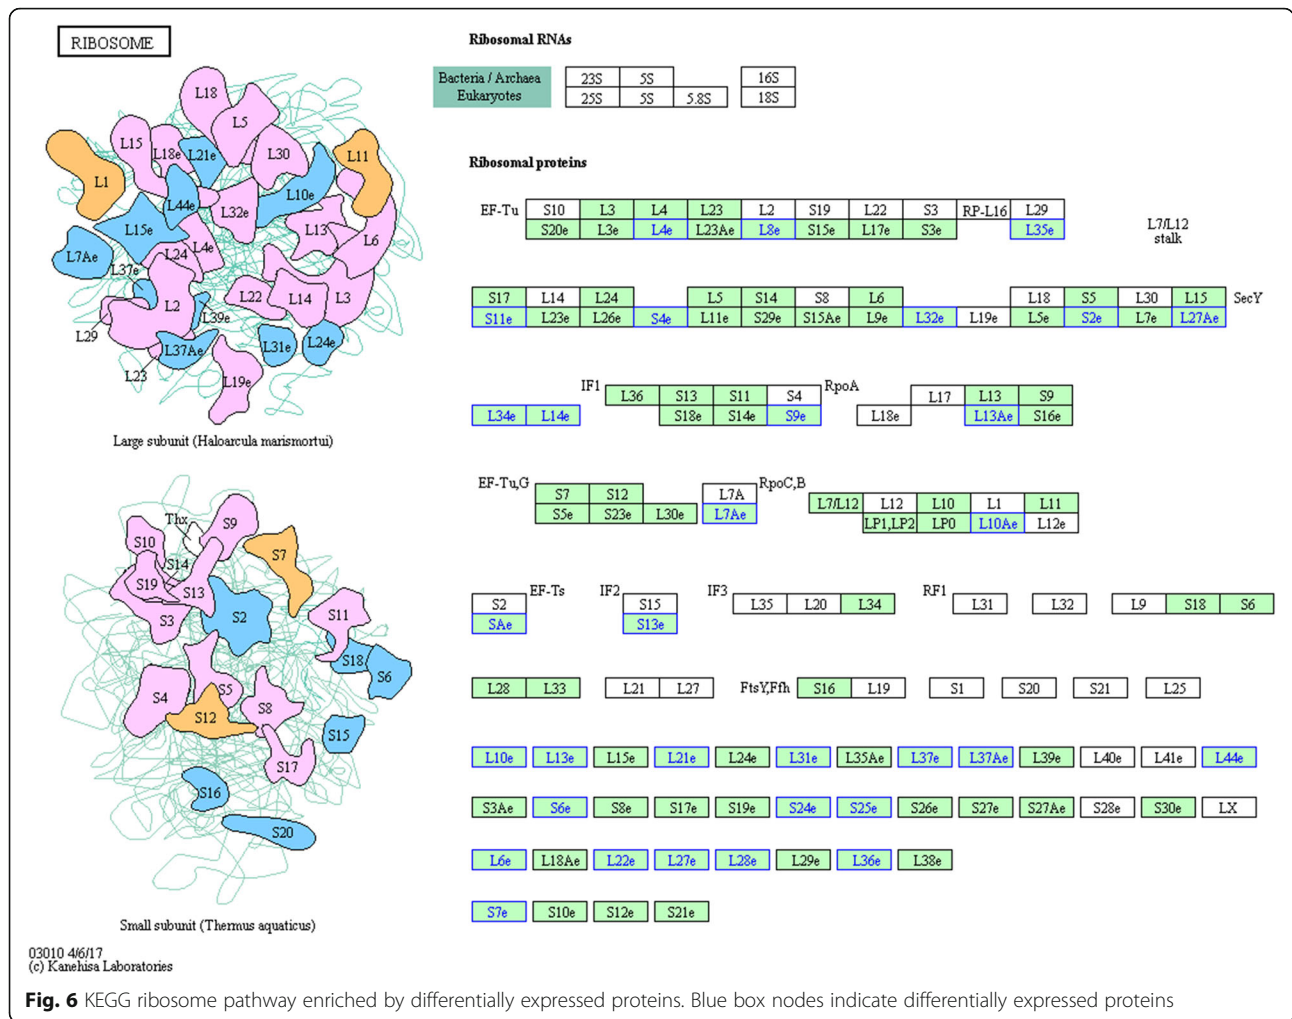 RIBOSOME
L18
L5
L15
L18e
L21e
L30
L11
L1
L10e
L44e
L32e
L15e
L13
L6
L7Ae
L4e
L24
L37e
L2
L22
L14
L3
L39e
L29
L37Ae
L31e
L24e
L23
L19e
Large subunit (Haloarcula marismortui)
Thx
S9
S10
S14
S7
S19
S13
S11
S3
S2
S18
S6
S4
S5
S8
S12
S15
S17
S16
S20
Small subunit (Thermus aquaticus)
03010 4/6/17
(c) Kanehisa Laboratories
Ribosomal RNAs
Bacteria / Archaea 23S 5S 16S
Eukaryotes 25S 5S 5.8S 18S
Ribosomal proteins
EF-Tu S10 L3 L4 L23 L2 S19 L22 S3 RP-L16 L29
S20e L3e L4e L23Ae L8e S15e L17e S3e L35e
L7/L12
stalk
S17 L14 L24 L5 S14 S8 L6 L18 S5 L30 L15 SecY
S11e L23e L26e S4e L11e S29e S15Ae L9e L32e L19e L5e S2e L7e L27Ae
IF1 L36 S13 S11 S4 RpoA L17 L13 S9
L34e L14e S18e S14e S9e L18e L13Ae S16e
EF-Tu,G S7 S12 L7A RpoC,B L7/L12 L12 L10 L1 L11
S5e S23e L30e L7Ae LP1,LP2 LP0 L10Ae L12e
S2 EF-Ts IF2 S15 IF3 L35 L20 L34 RF1 L31 L32 L9 S18 S6
SAe S13e
L28 L33 L21 L27 FtsY,Ffh S16 L19 S1 S20 S21 L25
L10e L13e L15e L21e L24e L31e L35Ae L37e L37Ae L39e L40e L41e L44e
S3Ae S6e S8e S17e S19e S24e S25e S26e S27e S27Ae S28e S30e LX
L6e L18Ae L22e L27e L28e L29e L36e L38e
S7e S10e S12e S21e
Fig. 6 KEGG ribosome pathway enriched by differentially expressed proteins. Blue box nodes indicate differentially expressed proteins